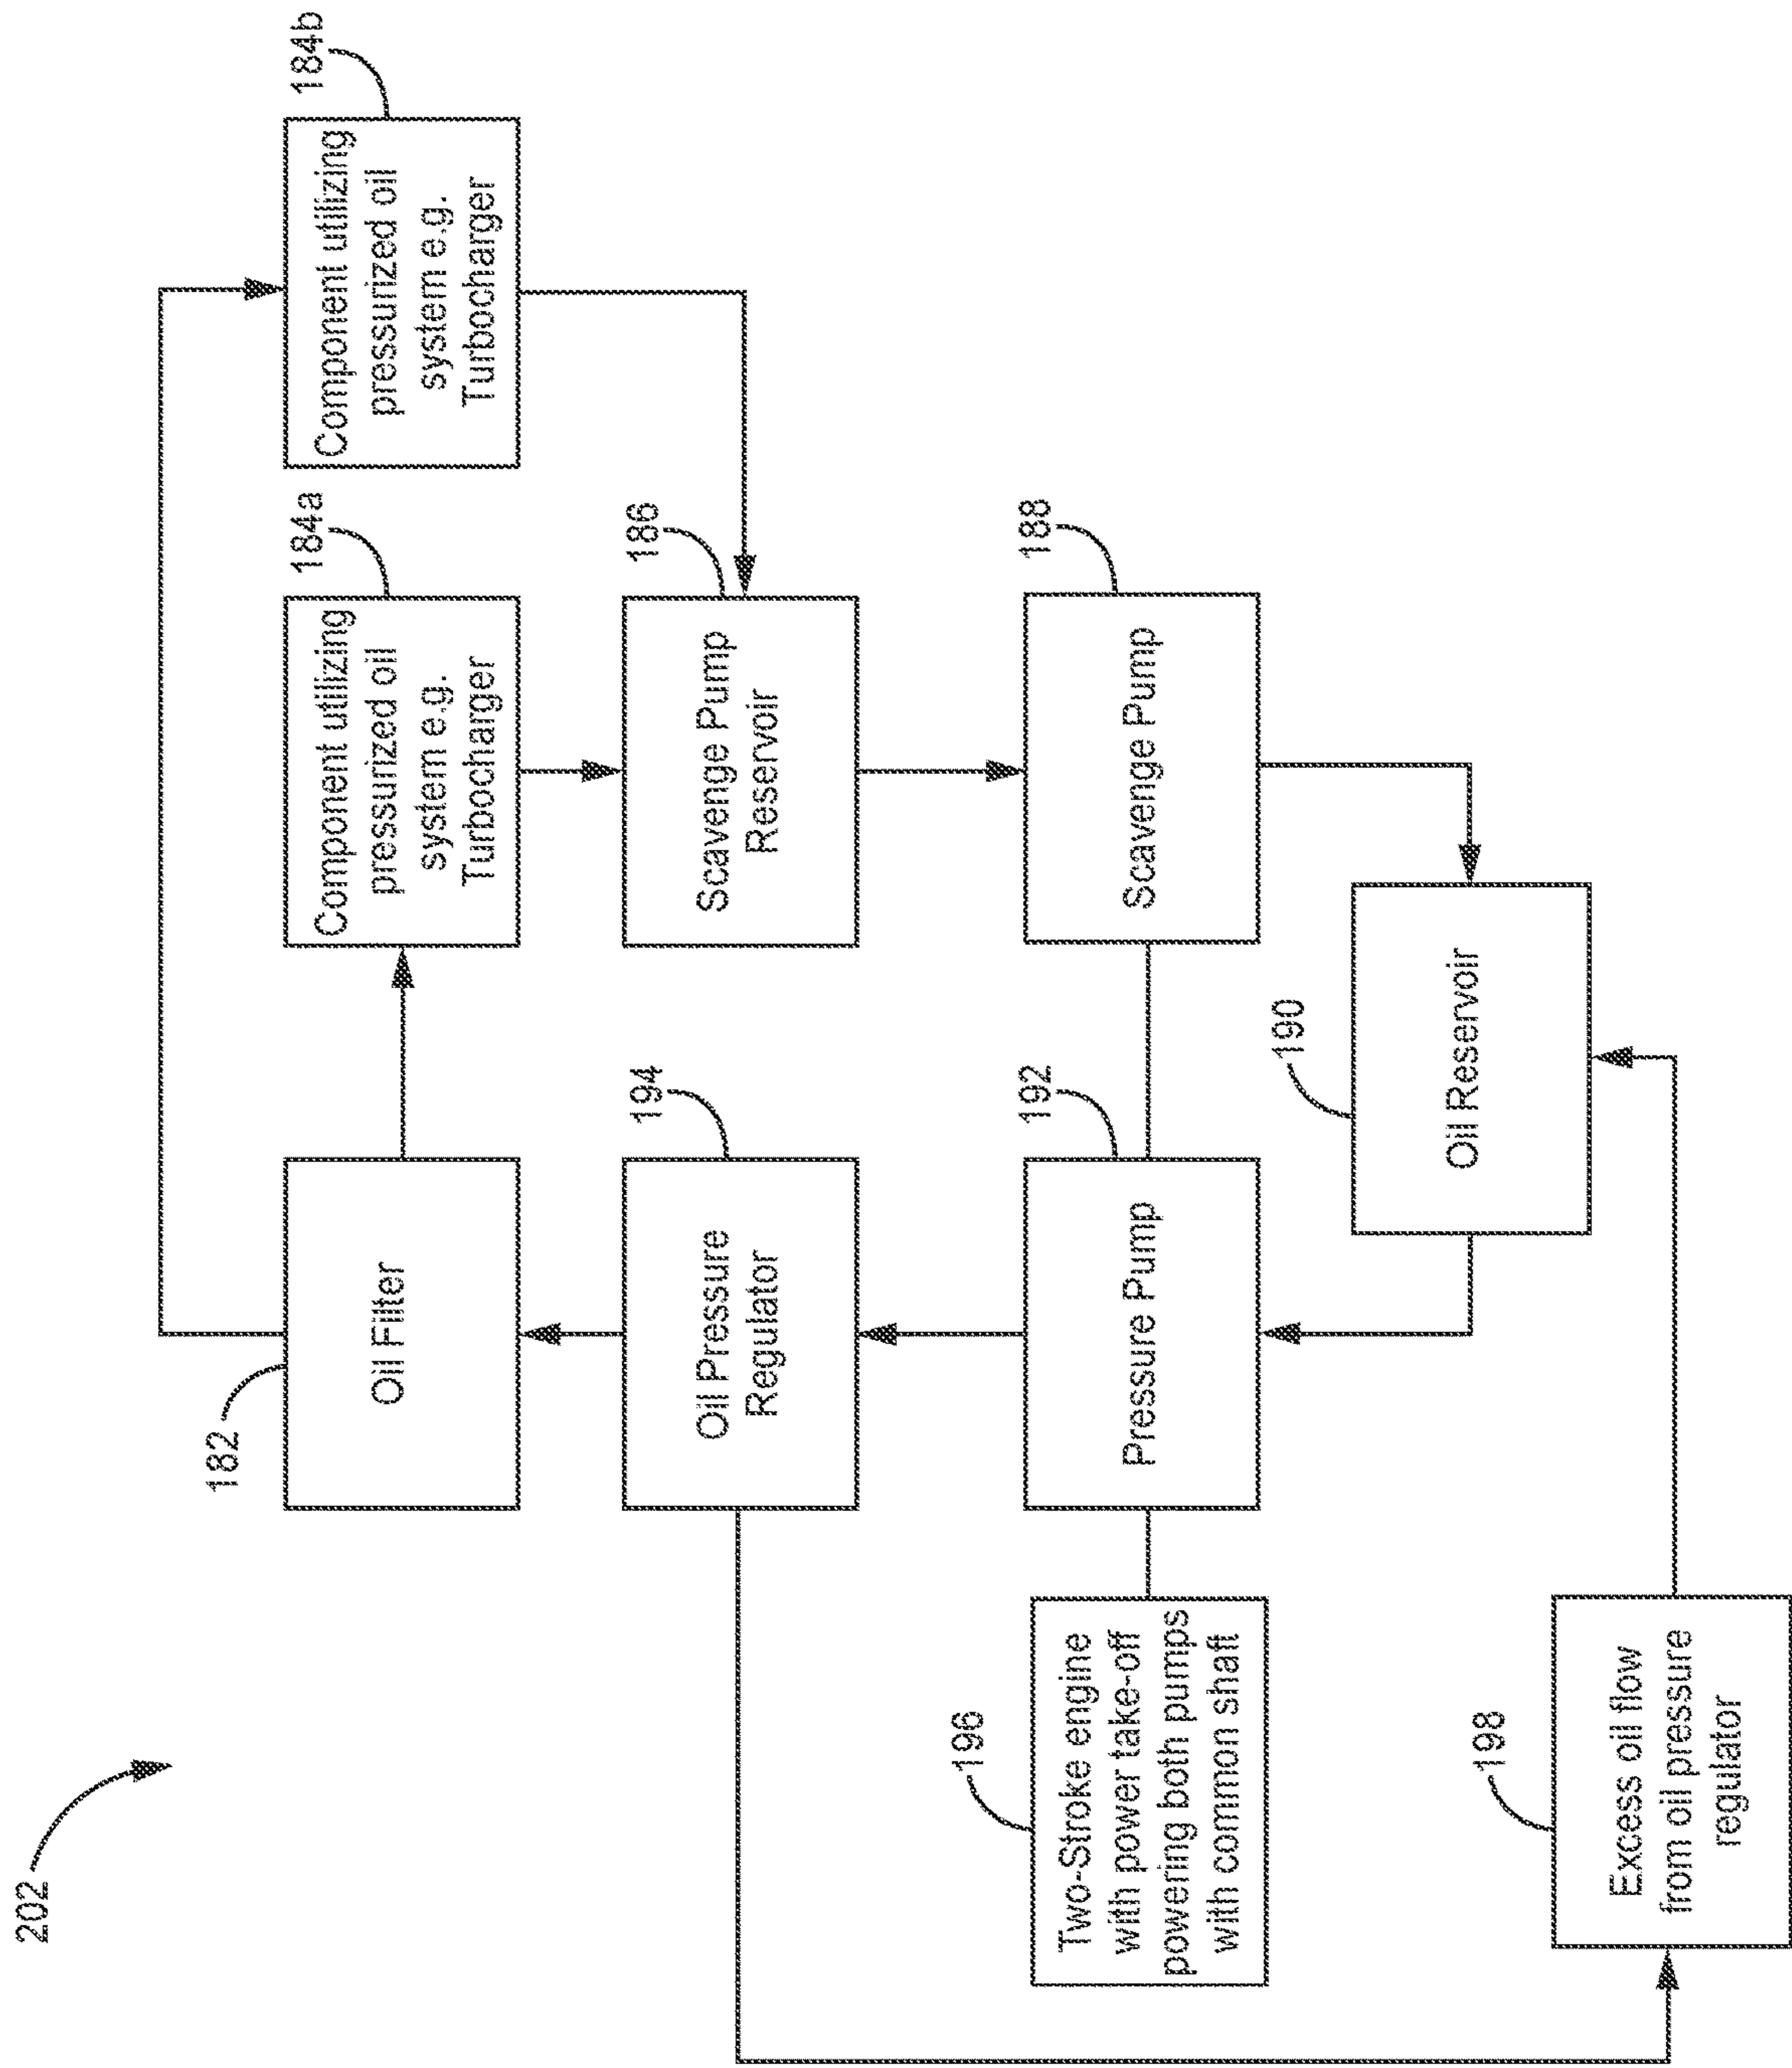 202
182
Oil Filter
184a
Component utilizing
pressurized oil
system e.g.
Turbocharger
184b
Component utilizing
pressurized oil
system e.g.
Turbocharger
194
Oil Pressure
Regulator
186
Scavenge Pump
Reservoir
196
Two-Stroke engine
with power take-off
powering both pumps
with common shaft
192
Pressure Pump
188
Scavenge Pump
190
Oil Reservoir
198
Excess oil flow
from oil pressure
regulator